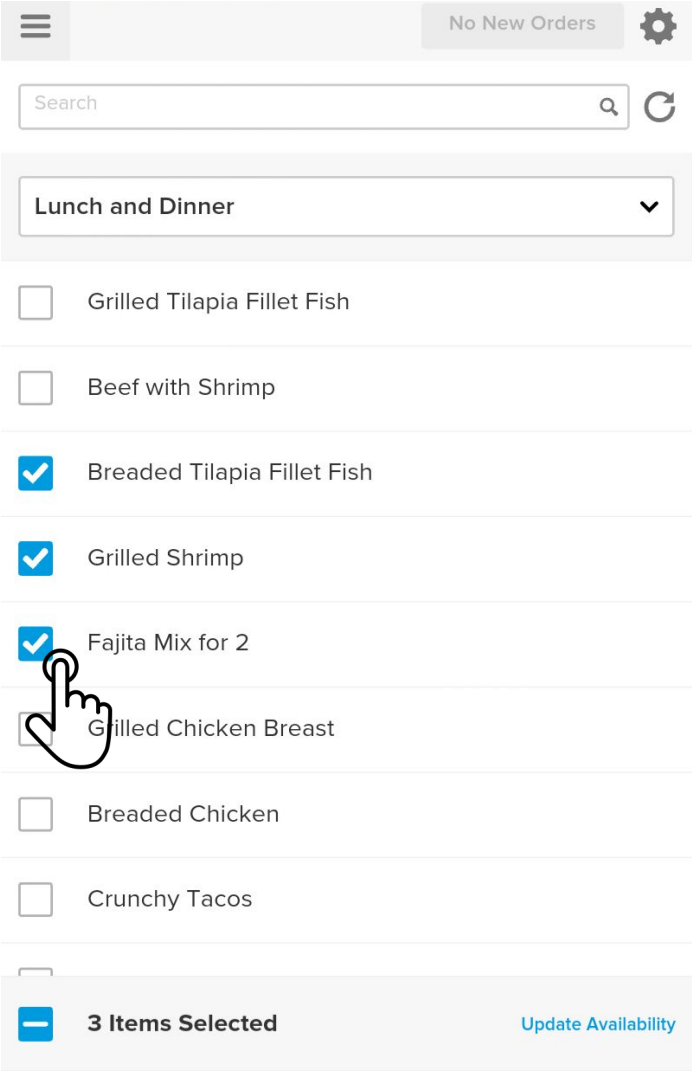 No New Orders
Search
Lunch and Dinner
Grilled Tilapia Fillet Fish
Beef with Shrimp
Breaded Tilapia Fillet Fish
Grilled Shrimp
Fajita Mix for 2
Grilled Chicken Breast
Breaded Chicken
Crunchy Tacos
3 Items Selected Update Availability